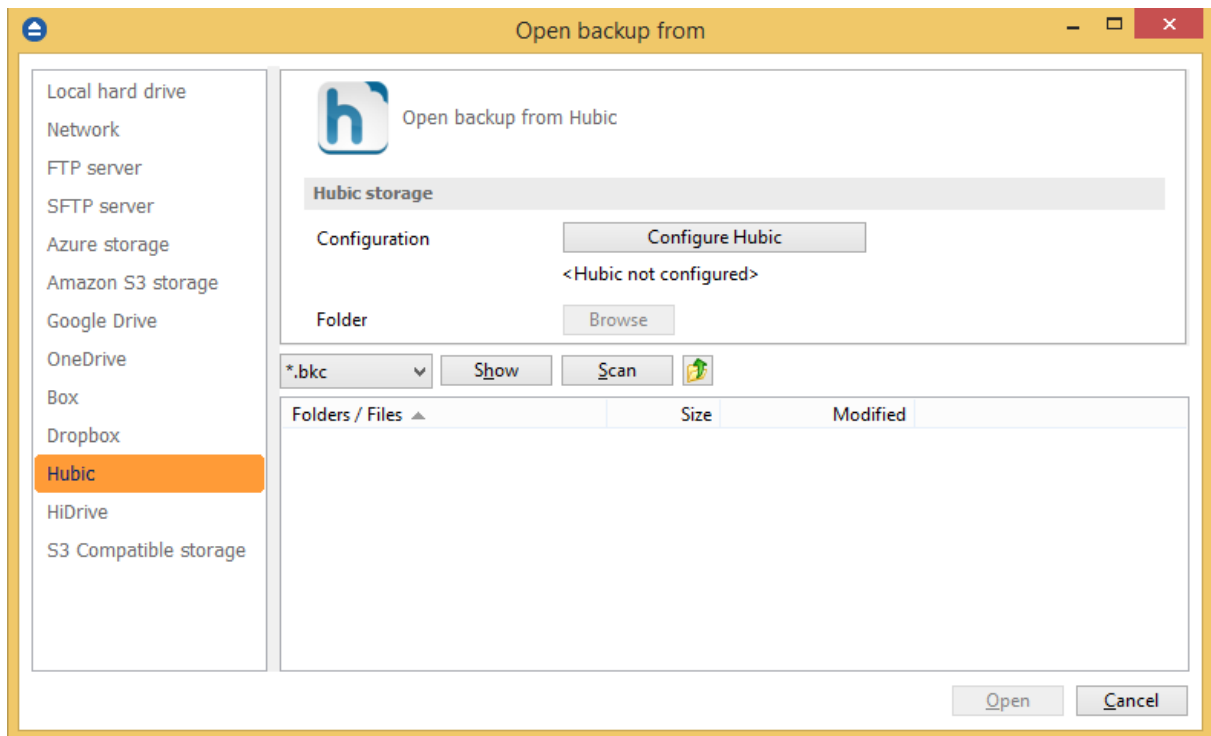 Open backup from
Local hard drive
Network
FTP server
SFTP server
Azure storage
Amazon S3 storage
Google Drive
OneDrive
Box
Dropbox
Hubic
HiDrive
S3 Compatible storage
h
Open backup from Hubic
Hubic storage
Configuration
Configure Hubic
<Hubic not configured>
Folder
Browse
*.bkc
Show
Scan
Folders / Files
Size
Modified
Open
Cancel